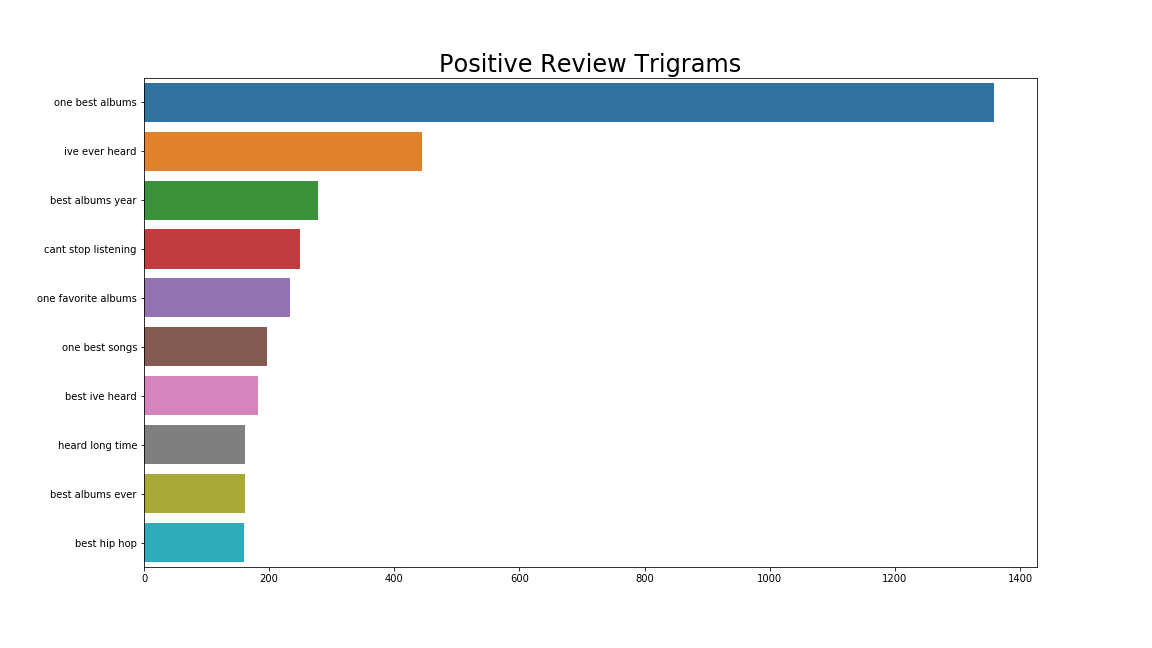 Positive Review Trigrams
one best albums
ive ever heard
best albums year
cant stop listening
one favorite albums
one best songs
best ive heard
heard long time
best albums ever
best hip hop
0 200 400 600 800 1000 1200 1400